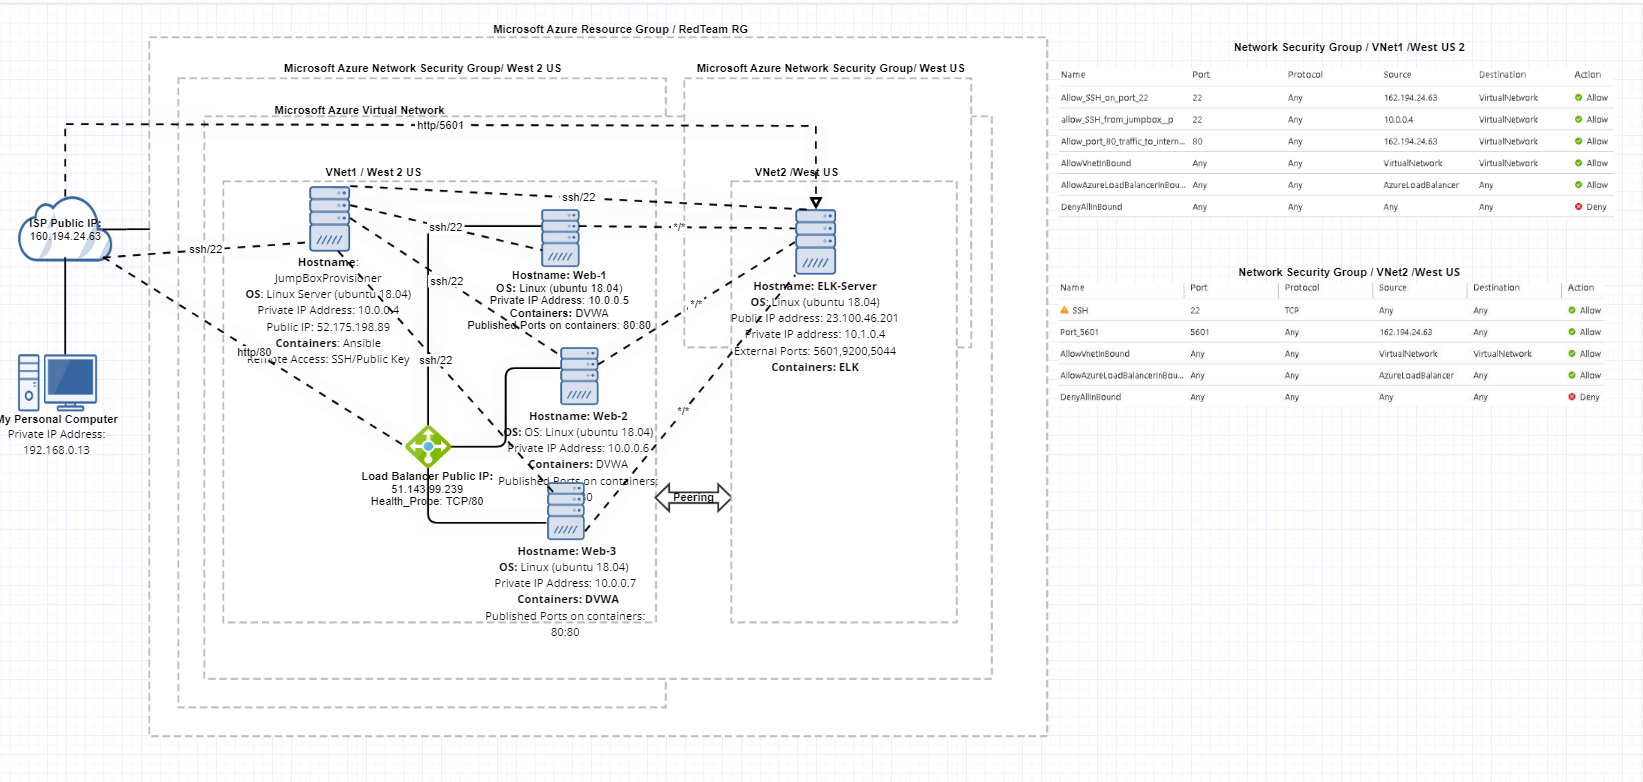 Microsoft Azure Resource Group / RedTeam RG
Microsoft Azure Network Security Group/ West 2 US
Microsoft Azure Network Security Group/ West US
Microsoft Azure Virtual Network
http/5601
VNet1 / West 2 US
VNet2 /West US
ssh/22
ssh/22
ssh/22
ssh/22
ssh/22
*/*
*/*
*/*
http/80
ISP Public IP:
160.194.24.63
My Personal Computer
Private IP Address:
192.168.0.13
Hostname:
JumpBoxProvisioner
OS: Linux Server (ubuntu 18.04)
Private IP Address: 10.0.0.4
Public IP: 52.175.198.89
Containers: Ansible
Remote Access: SSH/Public Key
Hostname: Web-1
OS: Linux (ubuntu 18.04)
Private IP Address: 10.0.0.5
Containers: DVWA
Published Ports on containers: 80:80
Hostname: ELK-Server
OS: Linux (ubuntu 18.04)
Public IP address: 23.100.46.201
Private IP address: 10.1.0.4
External Ports: 5601,9200,5044
Containers: ELK
Hostname: Web-2
OS: OS: Linux (ubuntu 18.04)
Private IP Address: 10.0.0.6
Containers: DVWA
Published Ports on containers:
Load Balancer Public IP:
51.143.99.239
Health_Probe: TCP/80
Peering
Hostname: Web-3
OS: Linux (ubuntu 18.04)
Private IP Address: 10.0.0.7
Containers: DVWA
Published Ports on containers:
80:80
Network Security Group / VNet1 /West US 2
Name Port Protocol Source Destination Action
Allow_SSH_on_port_22 22 Any 162.194.24.63 VirtualNetwork Allow
allow_SSH_from_jumpbox__p 22 Any 10.0.0.4 VirtualNetwork Allow
Allow_port_80_traffic_to_intern... 80 Any 162.194.24.63 VirtualNetwork Allow
AllowVnetInBound Any Any VirtualNetwork VirtualNetwork Allow
AllowAzureLoadBalancerInBou... Any Any AzureLoadBalancer Any Allow
DenyAllInBound Any Any Any Any Deny
Network Security Group / VNet2 /West US
Name Port Protocol Source Destination Action
SSH 22 TCP Any Any Allow
Port_5601 5601 Any 162.194.24.63 Any Allow
AllowVnetInBound Any Any VirtualNetwork VirtualNetwork Allow
AllowAzureLoadBalancerInBou... Any Any AzureLoadBalancer Any Allow
DenyAllInBound Any Any Any Any Deny